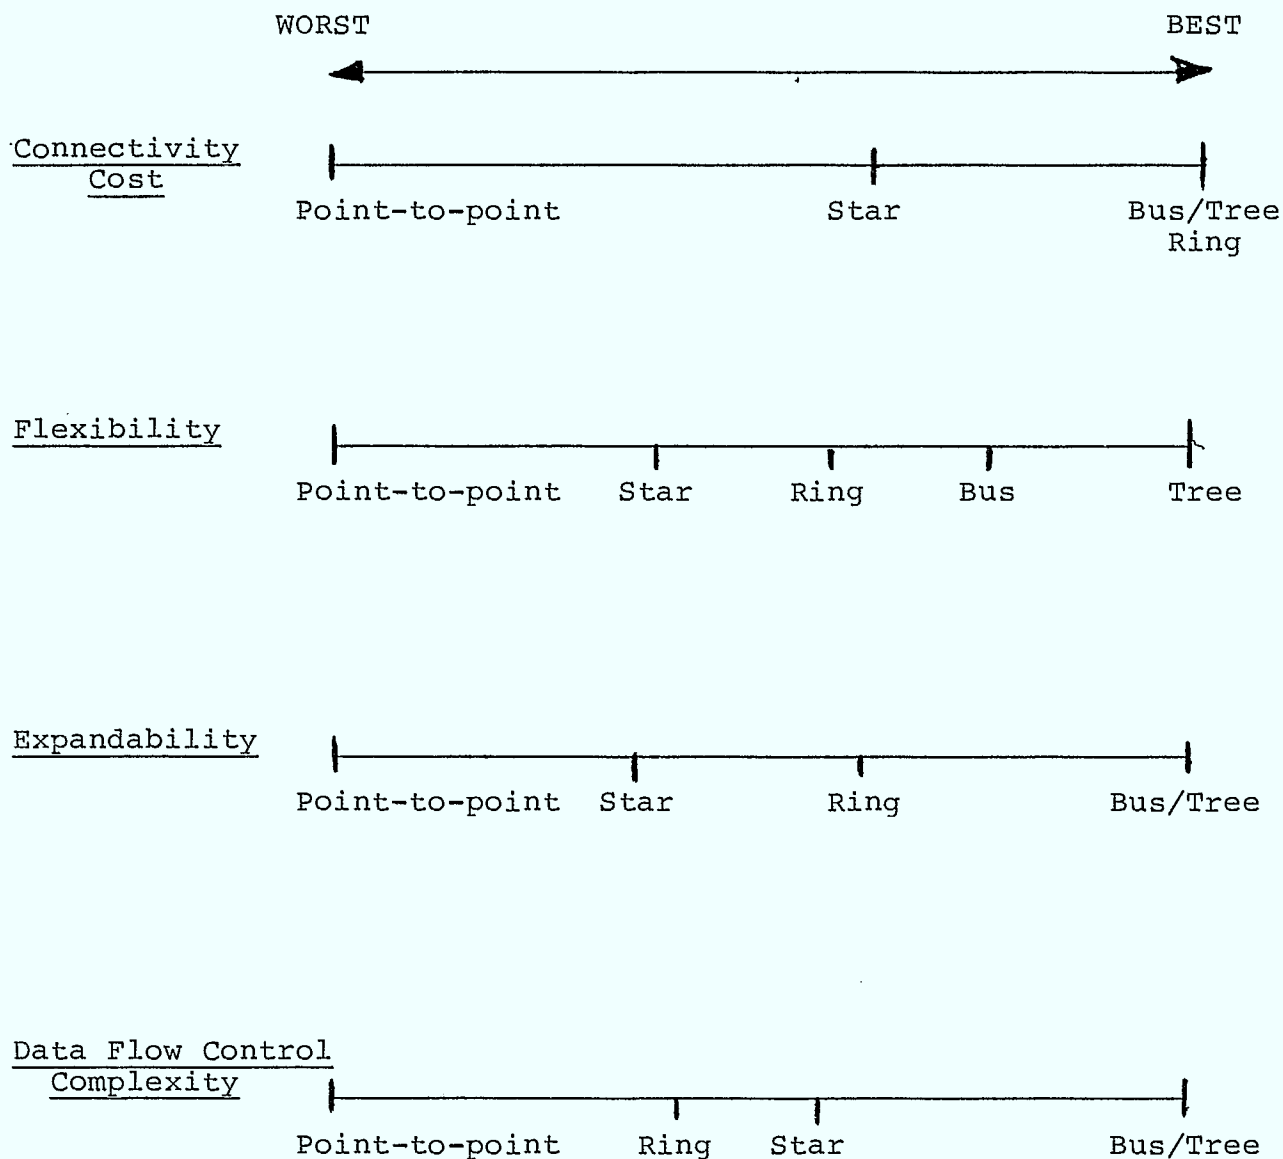 WORST BEST
Connectivity
Cost
Point-to-point Star Bus/Tree
Ring
Flexibility
Point-to-point Star Ring Bus Tree
Expandability
Point-to-point Star Ring Bus/Tree
Data Flow Control
Complexity
Point-to-point Ring Star Bus/Tree